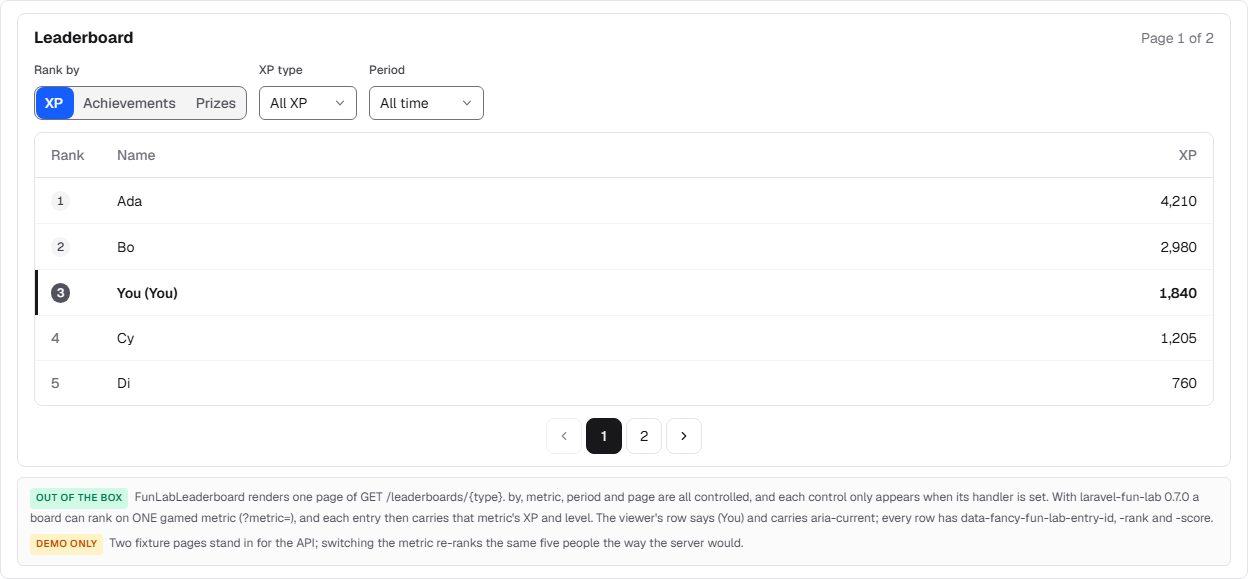 Leaderboard
Page 1 of 2
Rank by
XP type
Period
XP Achievements Prizes
All XP
All time
Rank Name XP
1 Ada 4,210
2 Bo 2,980
3 You (You) 1,840
4 Cy 1,205
5 Di 760
1 2
OUT OF THE BOX FunLabLeaderboard renders one page of GET /leaderboards/{type}. by, metric, period and page are all controlled, and each control only appears when its handler is set. With laravel-fun-lab 0.7.0 a
board can rank on ONE gamed metric (?metric=), and each entry then carries that metric's XP and level. The viewer's row says (You) and carries aria-current; every row has data-fancy-fun-lab-entry-id, -rank and -score.
DEMO ONLY Two fixture pages stand in for the API; switching the metric re-ranks the same five people the way the server would.